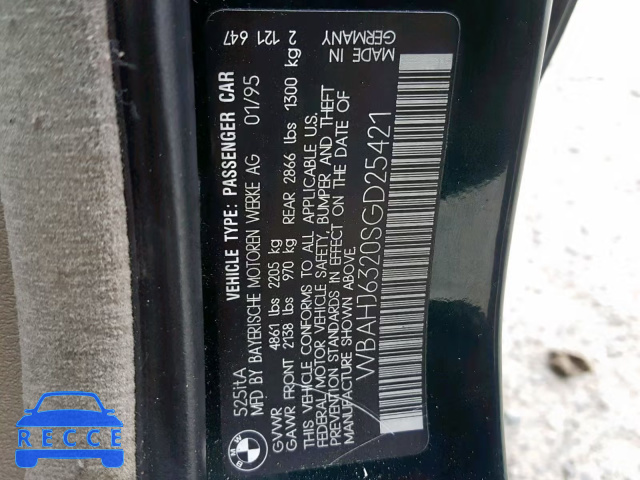 525itA VEHICLE TYPE: PASSENGER CAR 2 121 647
MFD BY BAYERISCHE MOTOREN WERKE AG 01/95
GVWR 4861 lbs 2205 kg
GAWR FRONT 2138 lbs 970 kg REAR 2866 lbs 1300 kg
THIS VEHICLE CONFORMS TO ALL APPLICABLE U.S.
FEDERAL MOTOR VEHICLE SAFETY, BUMPER AND THEFT
PREVENTION STANDARDS IN EFFECT ON THE DATE OF
MANUFACTURE SHOWN ABOVE.
MADE IN
GERMANY
WBAHJ6320SGD25421
BMW
RECCE